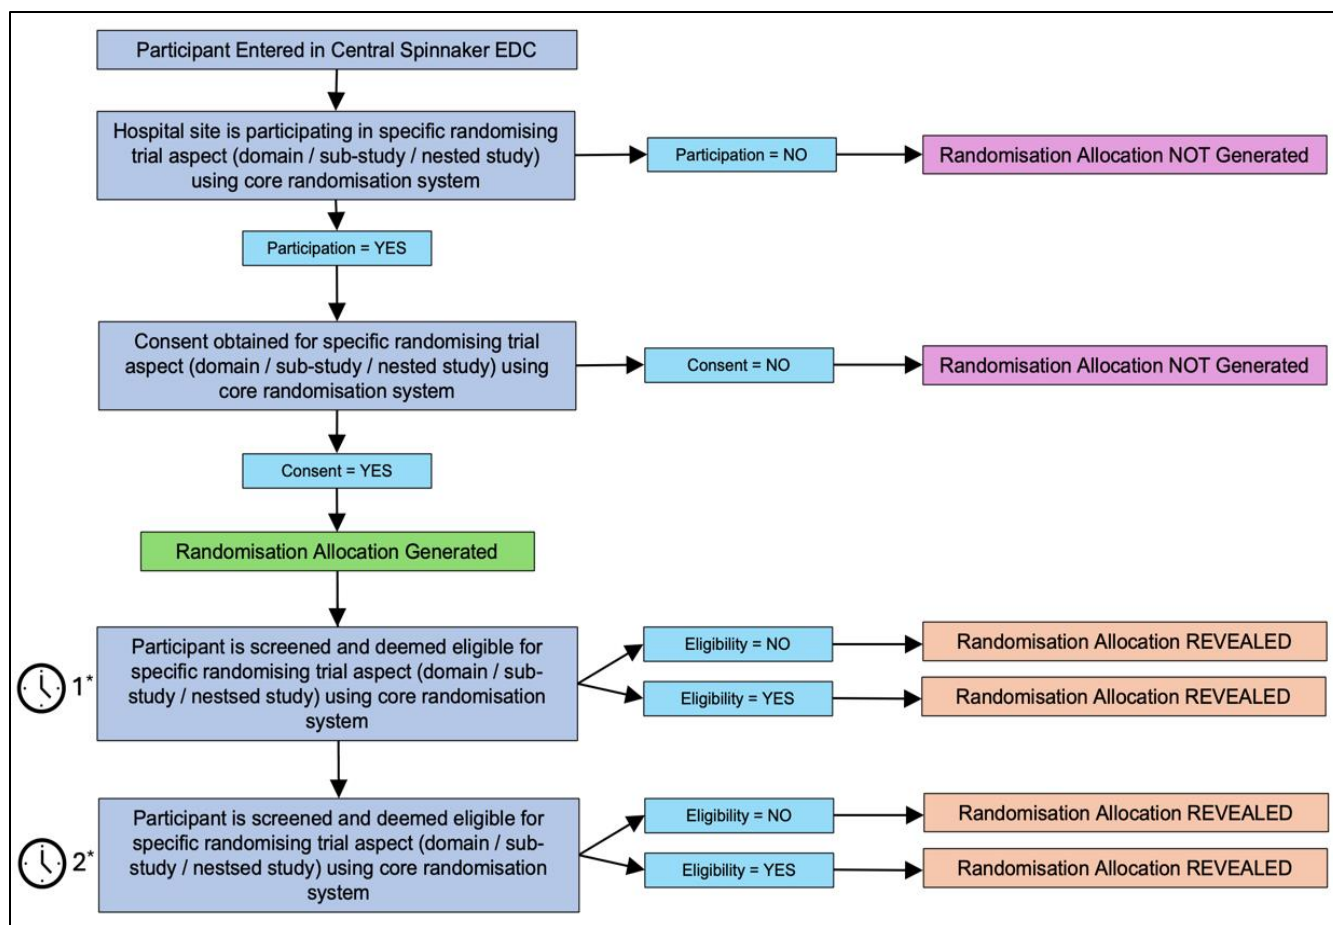 Participant Entered in Central Spinnaker EDC
Hospital site is participating in specific randomising
trial aspect (domain / sub-study / nested study)
using core randomisation system
Participation = NO
Randomisation Allocation NOT Generated
Participation = YES
Consent obtained for specific randomising trial
aspect (domain / sub-study / nested study) using
core randomisation system
Consent = NO
Randomisation Allocation NOT Generated
Consent = YES
Randomisation Allocation Generated
1*
Participant is screened and deemed eligible for
specific randomising trial aspect (domain / sub-
study / nestsed study) using core randomisation
system
Eligibility = NO
Randomisation Allocation REVEALED
Eligibility = YES
Randomisation Allocation REVEALED
2*
Participant is screened and deemed eligible for
specific randomising trial aspect (domain / sub-
study / nestsed study) using core randomisation
system
Eligibility = NO
Randomisation Allocation REVEALED
Eligibility = YES
Randomisation Allocation REVEALED